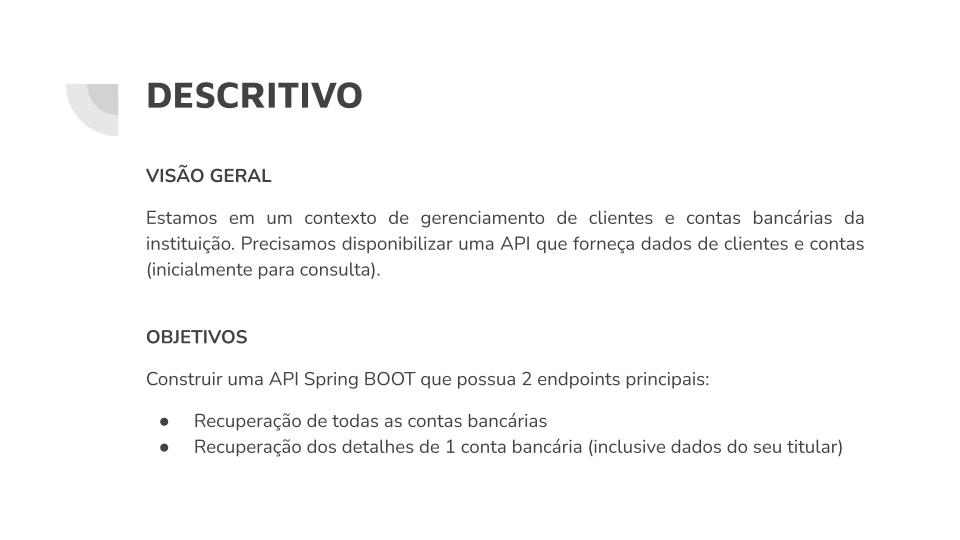 DESCRITIVO
VISÃO GERAL
Estamos em um contexto de gerenciamento de clientes e contas bancárias da
instituição. Precisamos disponibilizar uma API que forneça dados de clientes e contas
(inicialmente para consulta).
OBJETIVOS
Construir uma API Spring BOOT que possua 2 endpoints principais:
● Recuperação de todas as contas bancárias
● Recuperação dos detalhes de 1 conta bancária (inclusive dados do seu titular)